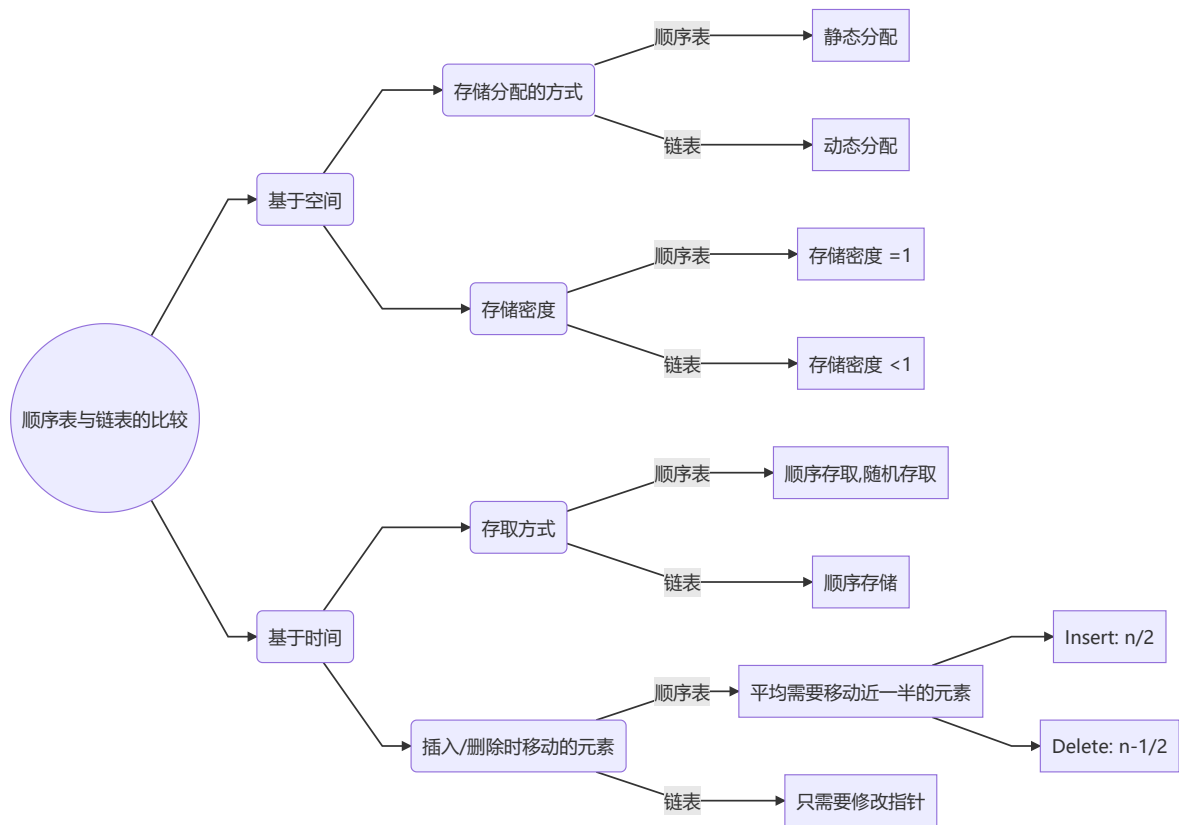 顺序表与链表的比较
基于空间
存储分配的方式
顺序表
静态分配
链表
动态分配
存储密度
顺序表
存储密度 =1
链表
存储密度 <1
基于时间
存取方式
顺序表
顺序存取,随机存取
链表
顺序存储
插入/删除时移动的元素
顺序表
平均需要移动近一半的元素
Insert: n/2
Delete: n-1/2
链表
只需要修改指针